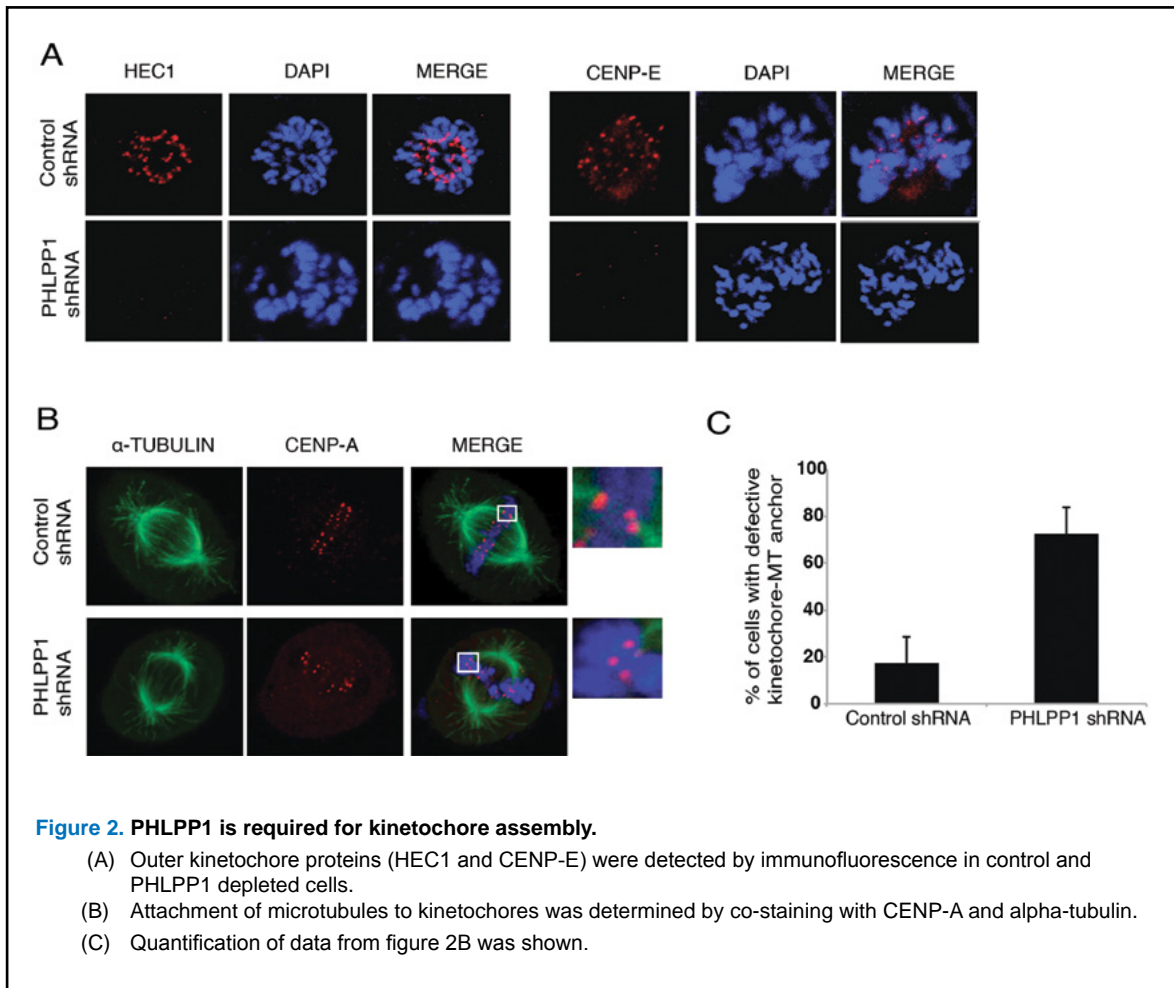 A
HEC1 DAPI MERGE
CENP-E DAPI MERGE
Control shRNA
PHLPP1 shRNA
B
α-TUBULIN CENP-A MERGE
Control shRNA
PHLPP1 shRNA
C
% of cells with defective
kinetochore-MT anchor
100
80
60
40
20
0
Control shRNA PHLPP1 shRNA
Figure 2. PHLPP1 is required for kinetochore assembly.
(A) Outer kinetochore proteins (HEC1 and CENP-E) were detected by immunofluorescence in control and
PHLPP1 depleted cells.
(B) Attachment of microtubules to kinetochores was determined by co-staining with CENP-A and alpha-tubulin.
(C) Quantification of data from figure 2B was shown.